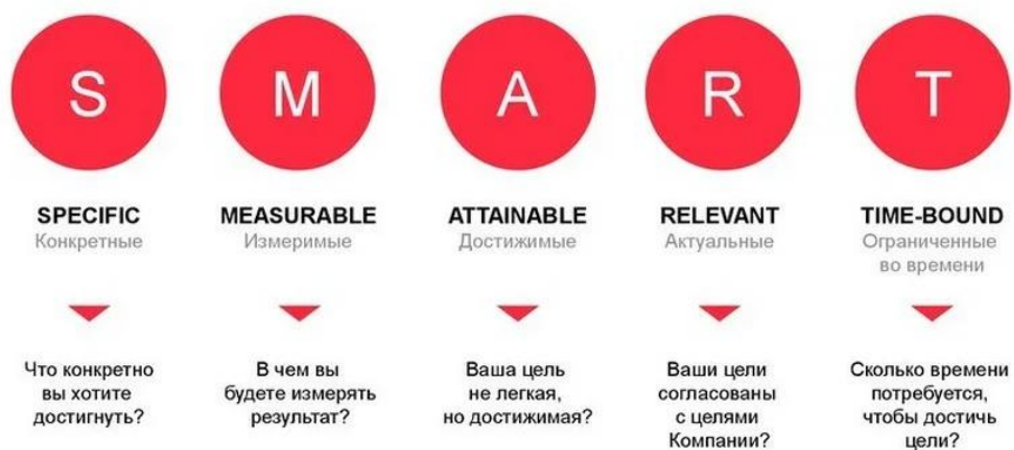 S
M
A
R
T
SPECIFIC
Конкретные
MEASURABLE
Измеримые
ATTAINABLE
Достижимые
RELEVANT
Актуальные
TIME-BOUND
Ограниченные
во времени
Что конкретно
вы хотите
достигнуть?
В чем вы
будете измерять
результат?
Ваша цель
не легкая,
но достижимая?
Ваши цели
согласованы
с целями
Компании?
Сколько времени
потребуется,
чтобы достичь
цели?